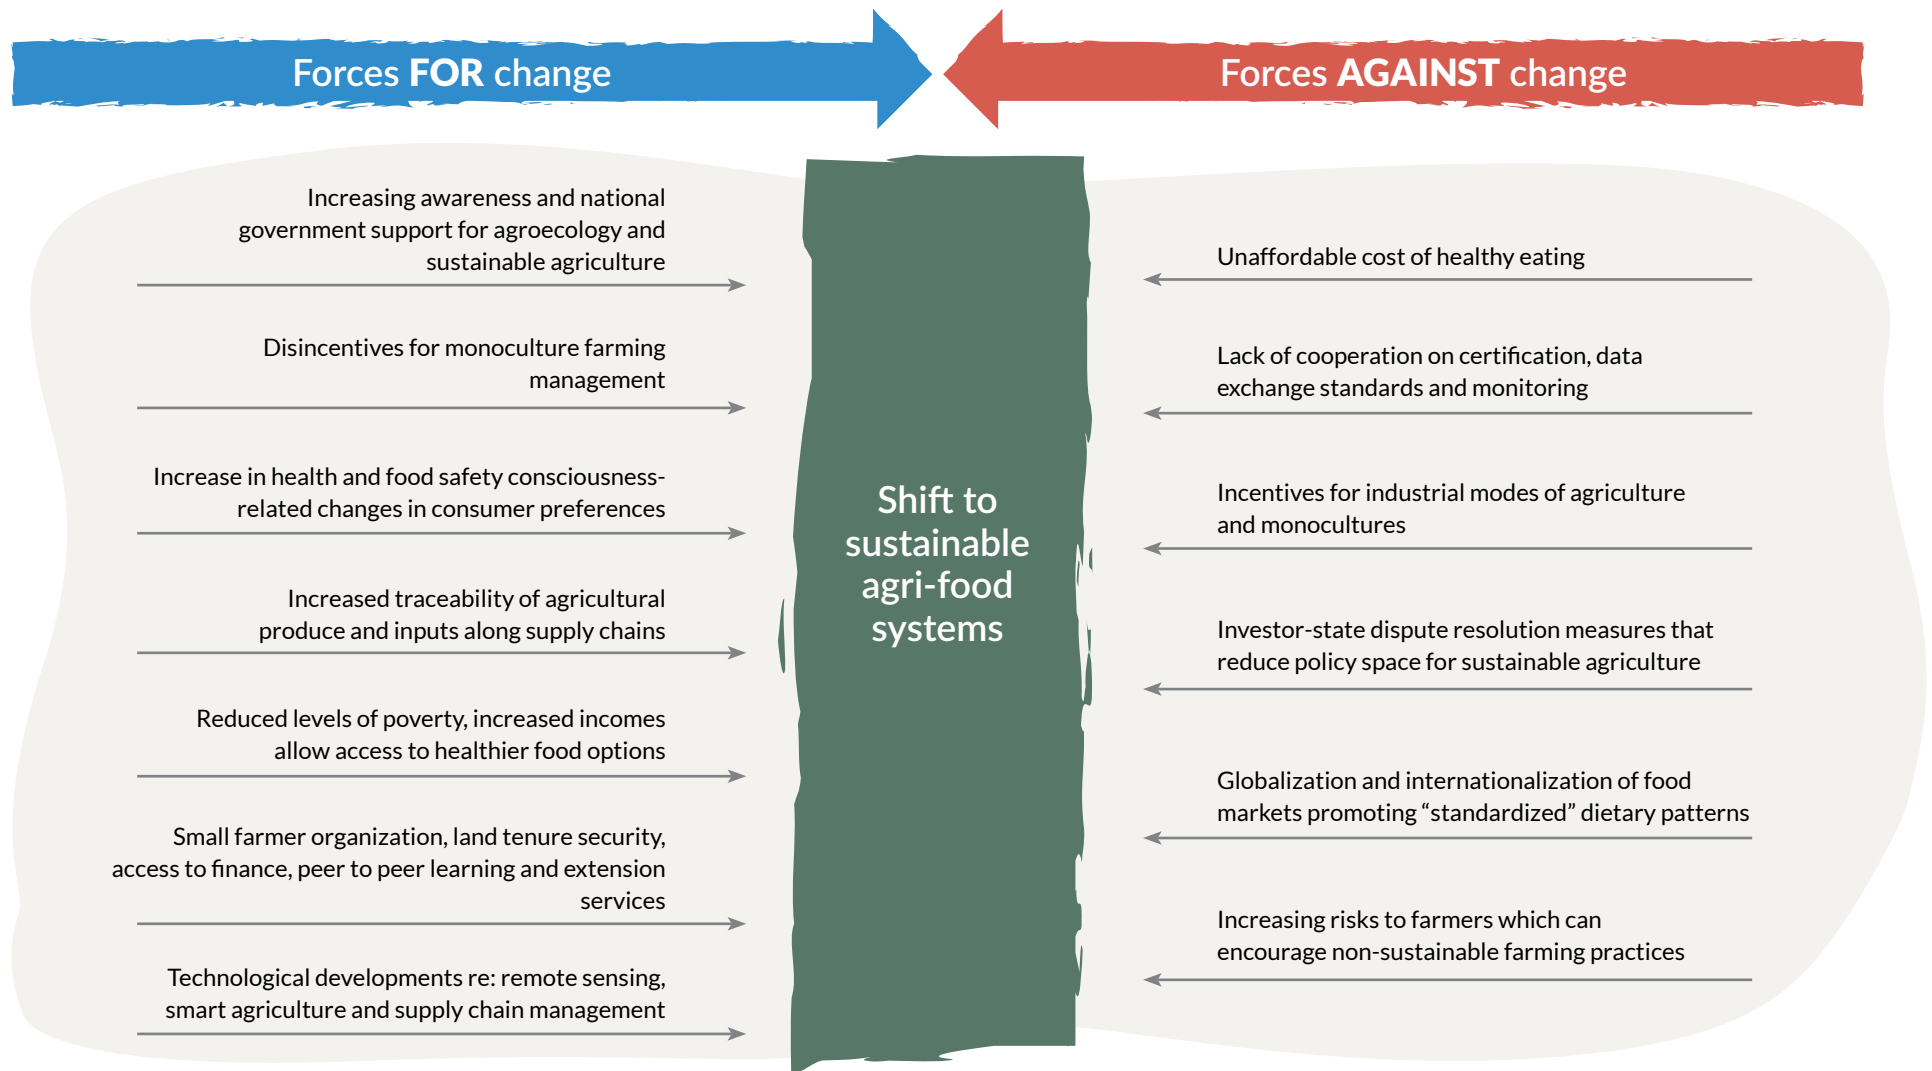 Forces FOR change
Forces AGAINST change
Increasing awareness and national
government support for agroecology and
sustainable agriculture
Disincentives for monoculture farming
management
Increase in health and food safety consciousness-
related changes in consumer preferences
Increased traceability of agricultural
produce and inputs along supply chains
Reduced levels of poverty, increased incomes
allow access to healthier food options
Small farmer organization, land tenure security,
access to finance, peer to peer learning and extension
services
Technological developments re: remote sensing,
smart agriculture and supply chain management
Shift to
sustainable
agri-food
systems
Unaffordable cost of healthy eating
Lack of cooperation on certification, data
exchange standards and monitoring
Incentives for industrial modes of agriculture
and monocultures
Investor-state dispute resolution measures that
reduce policy space for sustainable agriculture
Globalization and internationalization of food
markets promoting “standardized” dietary patterns
Increasing risks to farmers which can
encourage non-sustainable farming practices